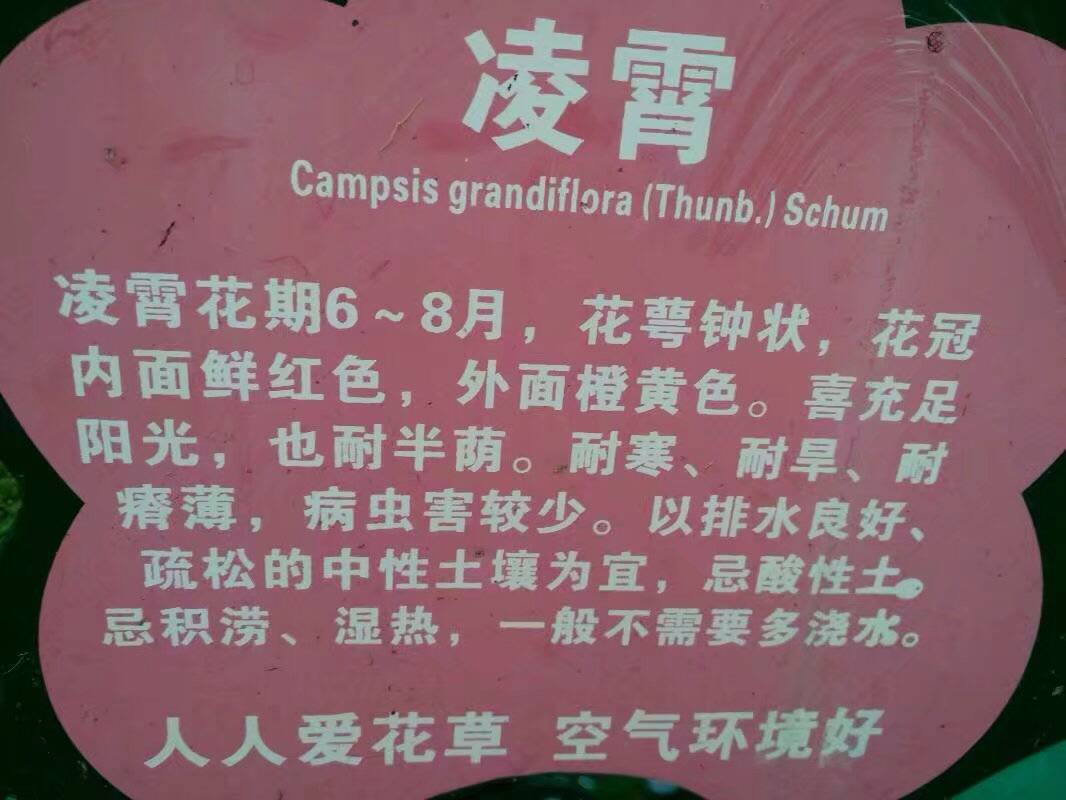 凌霄
Campsis grandiflora (Thunb.) Schum
凌霄花期6～8月，花萼钟状，花冠
内面鲜红色，外面橙黄色。喜充足
阳光，也耐半荫。耐寒、耐旱、耐
瘠薄，病虫害较少。以排水良好、
疏松的中性土壤为宜，忌酸性土。
忌积涝、湿热，一般不需要多浇水。
人人爱花草 空气环境好